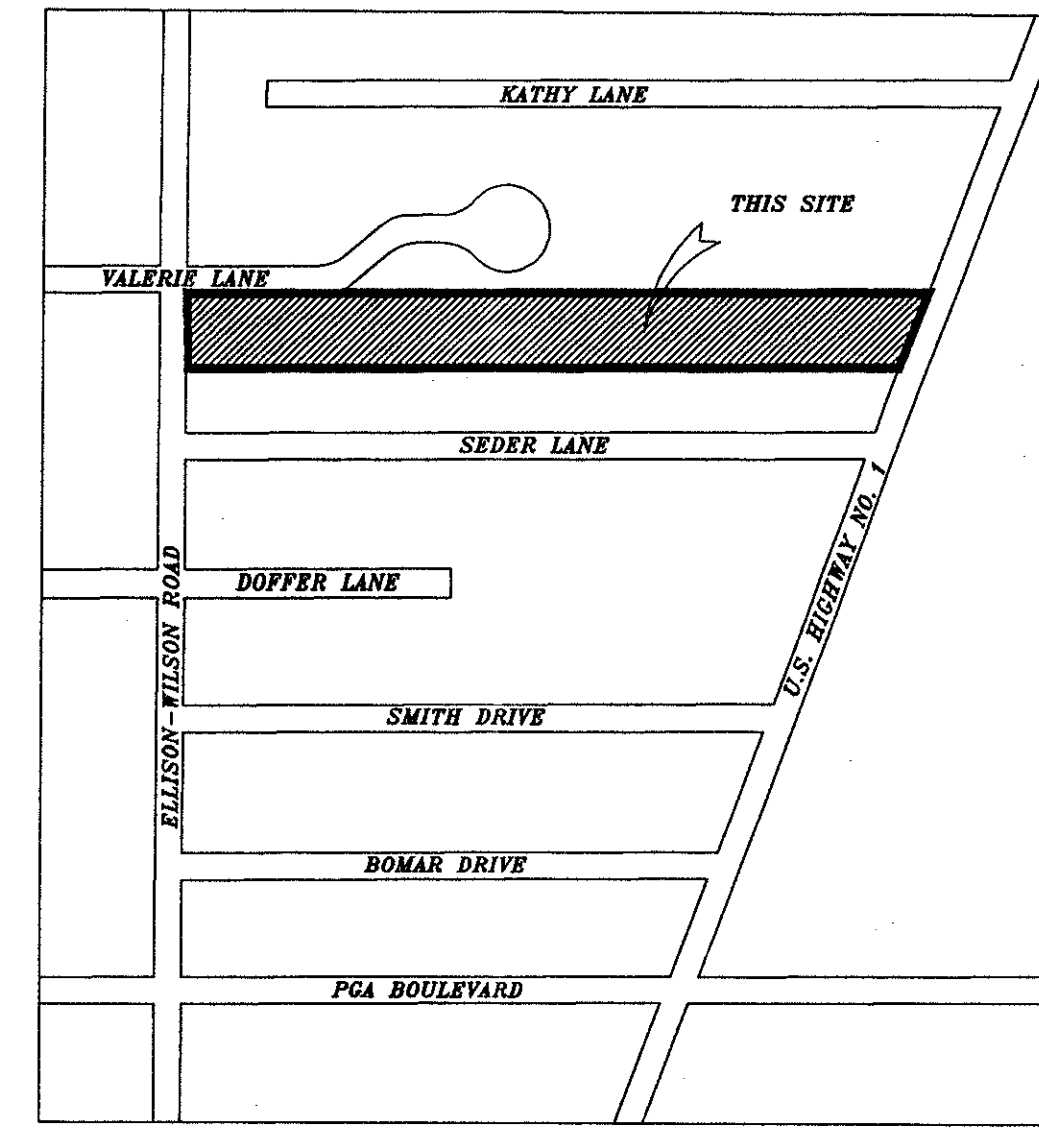 KATHY LANE
THIS SITE
VALERIE LANE
SEDER LANE
U.S. HIGHWAY NO. 1
DOFFER LANE
ELLISON-WILSON ROAD
SMITH DRIVE
BOMAR DRIVE
PGA BOULEVARD